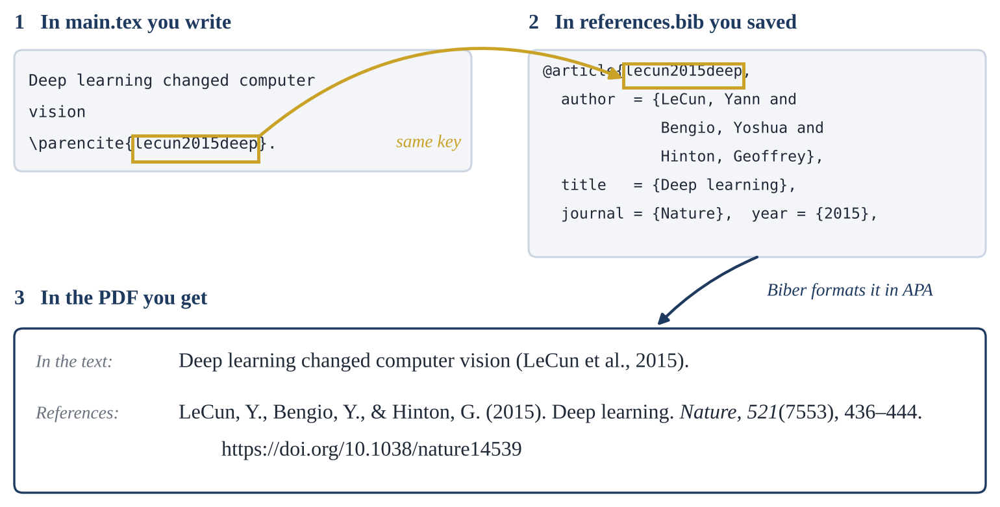 1 In main.tex you write
Deep learning changed computer
vision
\parencite{lecun2015deep}.
same key
2 In references.bib you saved
@article{lecun2015deep,
  author  = {LeCun, Yann and
             Bengio, Yoshua and
             Hinton, Geoffrey},
  title   = {Deep learning},
  journal = {Nature},  year = {2015},
Biber formats it in APA
3 In the PDF you get
In the text: Deep learning changed computer vision (LeCun et al., 2015).
References: LeCun, Y., Bengio, Y., & Hinton, G. (2015). Deep learning. Nature, 521(7553), 436–444.
https://doi.org/10.1038/nature14539